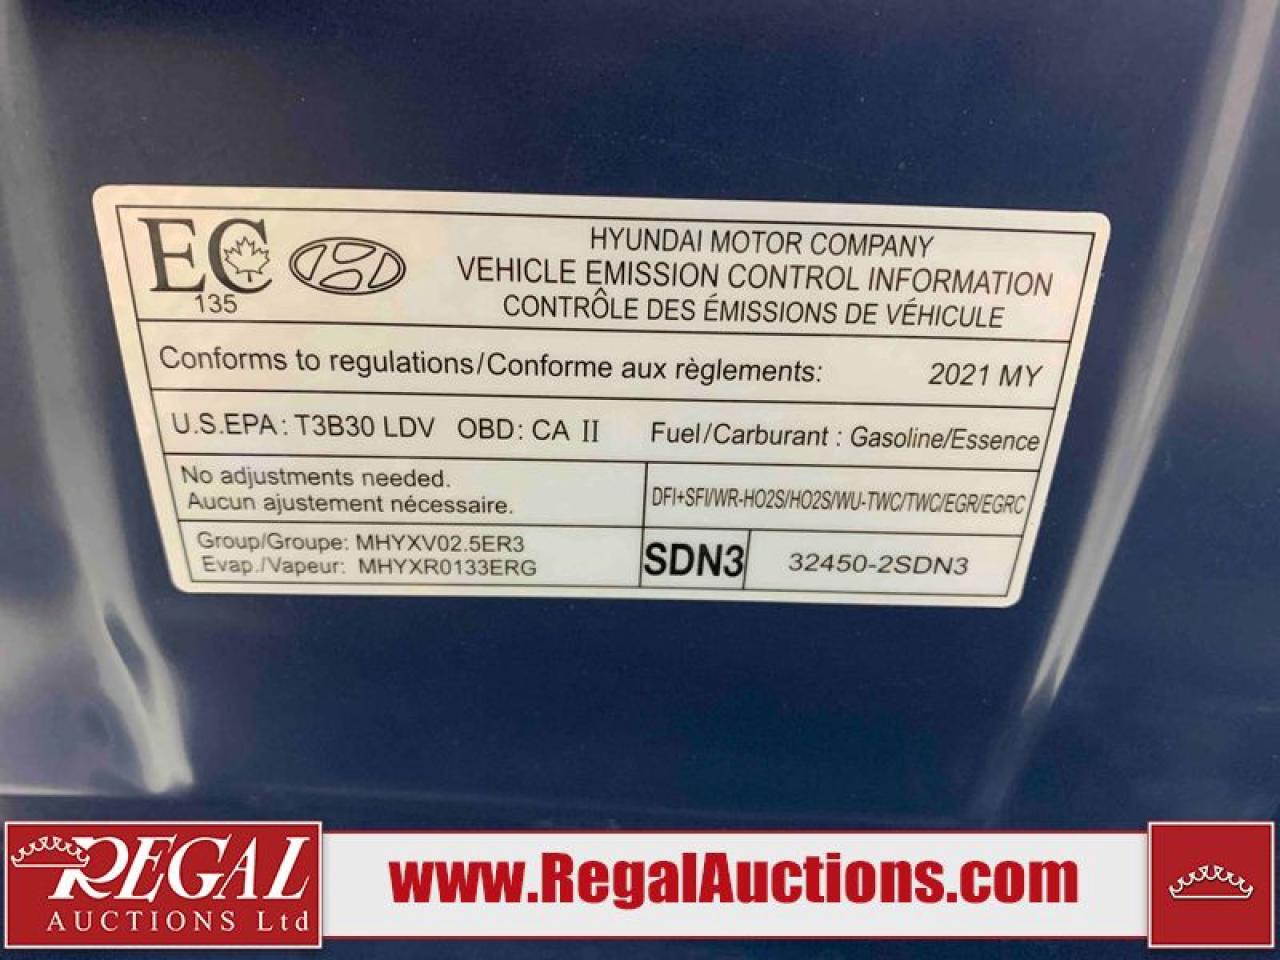 EC
135
HYUNDAI MOTOR COMPANY
VEHICLE EMISSION CONTROL INFORMATION
CONTRÔLE DES ÉMISSIONS DE VÉHICULE
Conforms to regulations/Conforme aux règlements: 2021 MY
U.S.EPA: T3B30 LDV OBD: CA II Fuel/Carburant : Gasoline/Essence
No adjustments needed.
Aucun ajustement nécessaire.
DFI+SFI/WR-HO2S/HO2S/WU-TWC/TWC/EGR/EGRC
Group/Groupe: MHYXV02.5ER3
Evap./Vapeur: MHYXR0133ERG
SDN3
32450-2SDN3
REGAL
AUCTIONS Ltd
www.RegalAuctions.com